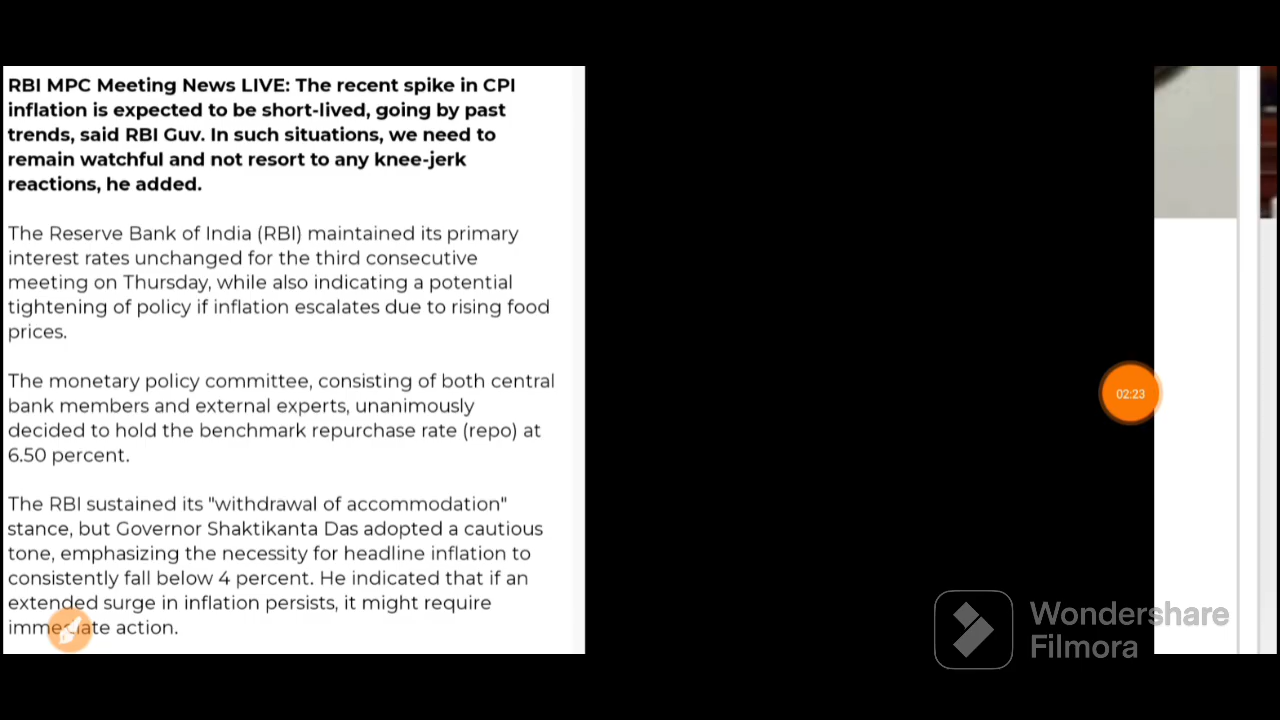 RBI MPC Meeting News LIVE: The recent spike in CPI
inflation is expected to be short-lived, going by past
trends, said RBI Guv. In such situations, we need to
remain watchful and not resort to any knee-jerk
reactions, he added.
The Reserve Bank of India (RBI) maintained its primary
interest rates unchanged for the third consecutive
meeting on Thursday, while also indicating a potential
tightening of policy if inflation escalates due to rising food
prices.
The monetary policy committee, consisting of both central
bank members and external experts, unanimously
decided to hold the benchmark repurchase rate (repo) at
6.50 percent.
The RBI sustained its "withdrawal of accommodation"
stance, but Governor Shaktikanta Das adopted a cautious
tone, emphasizing the necessity for headline inflation to
consistently fall below 4 percent. He indicated that if an
extended surge in inflation persists, it might require
immediate action.
02:23
Wondershare
Filmora